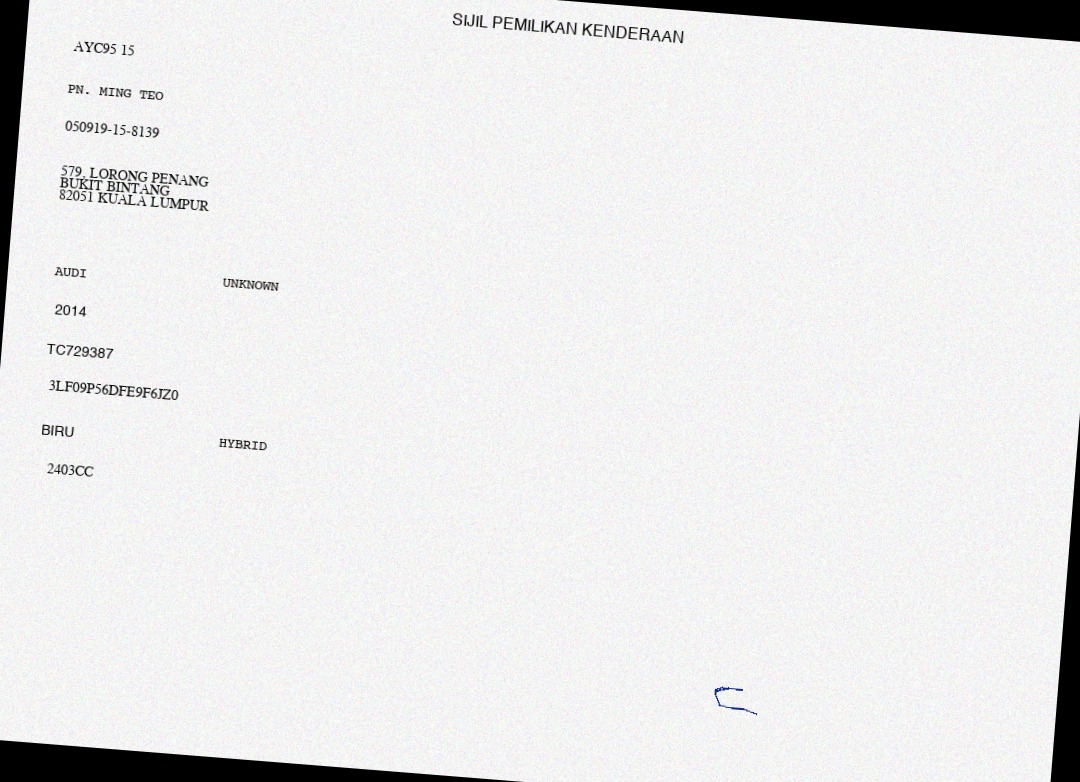 SIJIL PEMILIKAN KENDERAAN
AYC95 15
PN. MING TEO
050919-15-8139
579, LORONG PENANG
BUKIT BINTANG
82051 KUALA LUMPUR
AUDI UNKNOWN
2014
TC729387
3LF09P56DFE9F6JZ0
BIRU HYBRID
2403CC